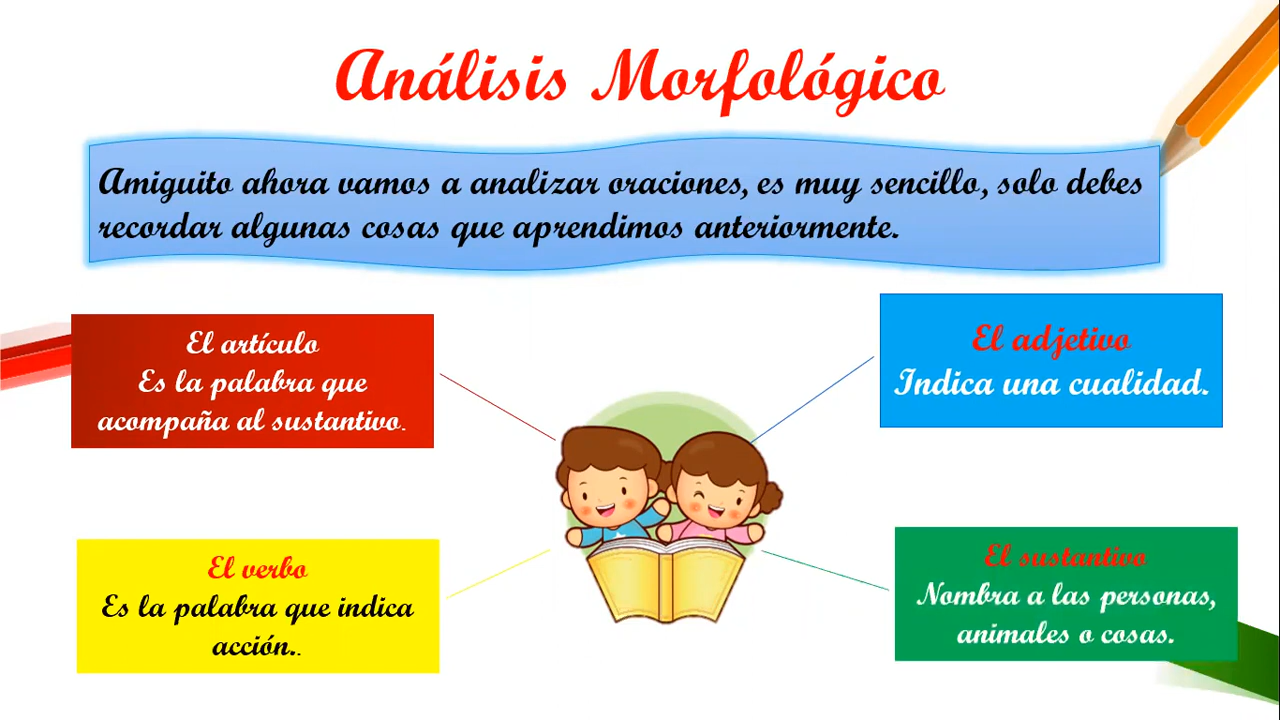 Análisis Morfológico
Amiguito ahora vamos a analizar oraciones, es muy sencillo, solo debes
recordar algunas cosas que aprendimos anteriormente.
El artículo
Es la palabra que
acompaña al sustantivo.
El adjetivo
Indica una cualidad.
El verbo
Es la palabra que indica
acción..
El sustantivo
Nombra a las personas,
animales o cosas.